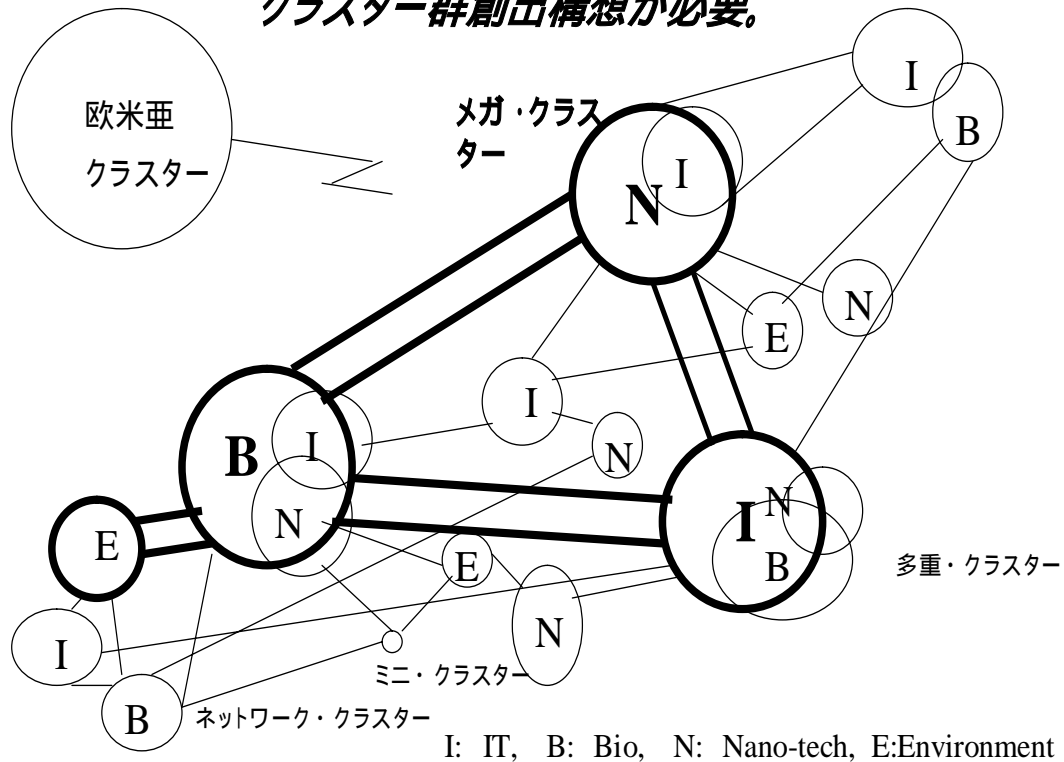 クラスター群創出構想が必要。
欧米亜
クラスター
メガ・クラス
ター
I
B
N
I
N
E
I
N
B
I
N
I
N
B
多重・クラスター
E
E
N
I
ミニ・クラスター
B
ネットワーク・クラスター
I: IT, B: Bio, N: Nano-tech, E:Environment